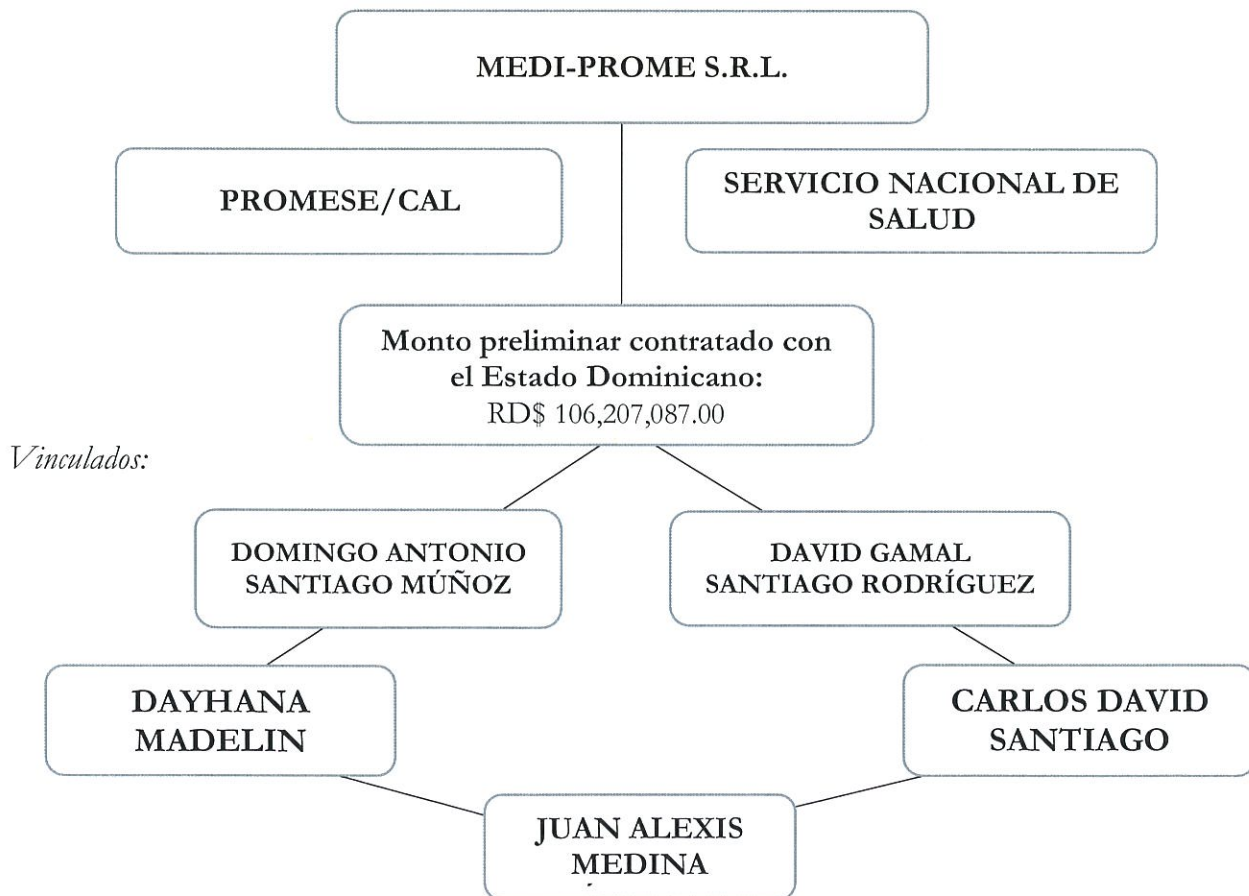 MEDI-PROME S.R.L.
PROMESE/CAL
SERVICIO NACIONAL DE
SALUD
Monto preliminar contratado con
el Estado Dominicano:
RD$ 106,207,087.00
Vinculados:
DOMINGO ANTONIO
SANTIAGO MÚÑOZ
DAVID GAMAL
SANTIAGO RODRÍGUEZ
DAYHANA
MADELIN
CARLOS DAVID
SANTIAGO
JUAN ALEXIS
MEDINA